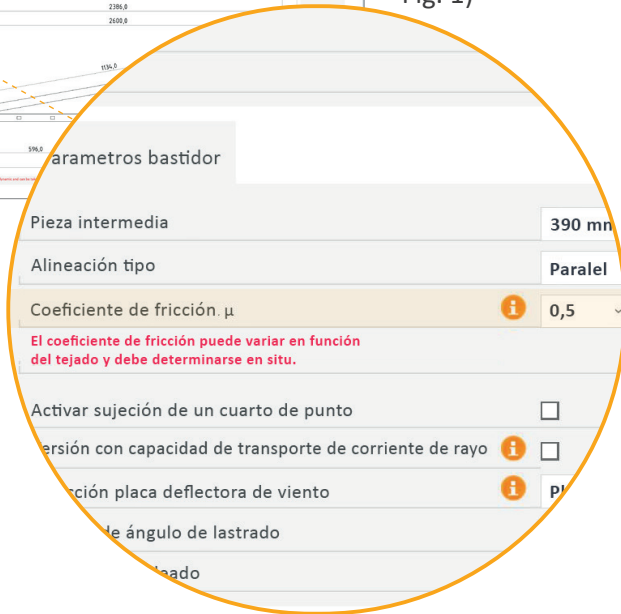 2386,0
Fig. 1)
2600,0
1134,0
596,0
arametros bastidor
Pieza intermedia
390 mm
Alineación tipo
Paralel
Coeficiente de fricción. μ
0,5
El coeficiente de fricción puede variar en función
del tejado y debe determinarse en situ.
Activar sujeción de un cuarto de punto
ersión con capacidad de transporte de corriente de rayo
cción placa deflectora de viento
Pl
de ángulo de lastrado
eado